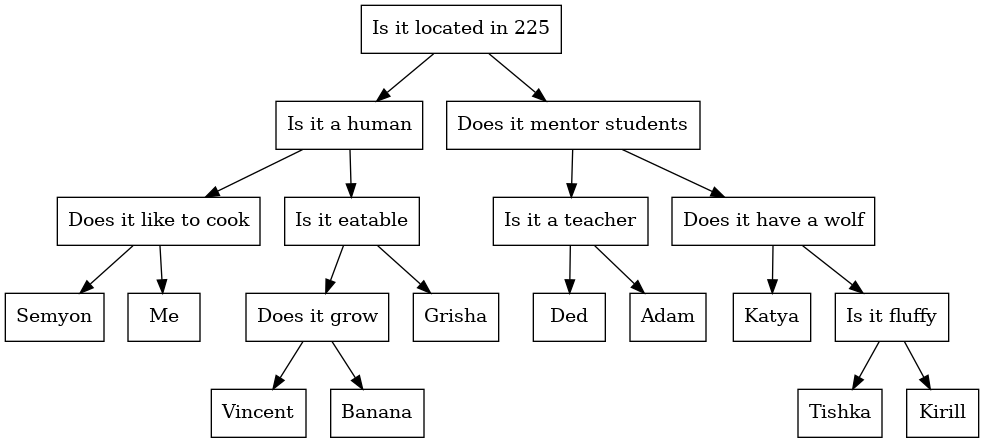 Is it located in 225
Is it a human
Does it mentor students
Does it like to cook
Is it eatable
Is it a teacher
Does it have a wolf
Semyon
Me
Does it grow
Grisha
Ded
Adam
Katya
Is it fluffy
Vincent
Banana
Tishka
Kirill